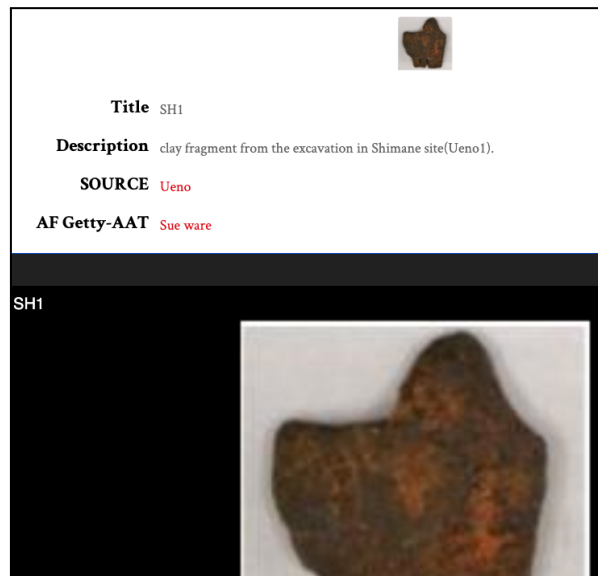 Title SH1
Description clay fragment from the excavation in Shimane site(Ueno1).
SOURCE Ueno
AF Getty-AAT Sue ware
SH1